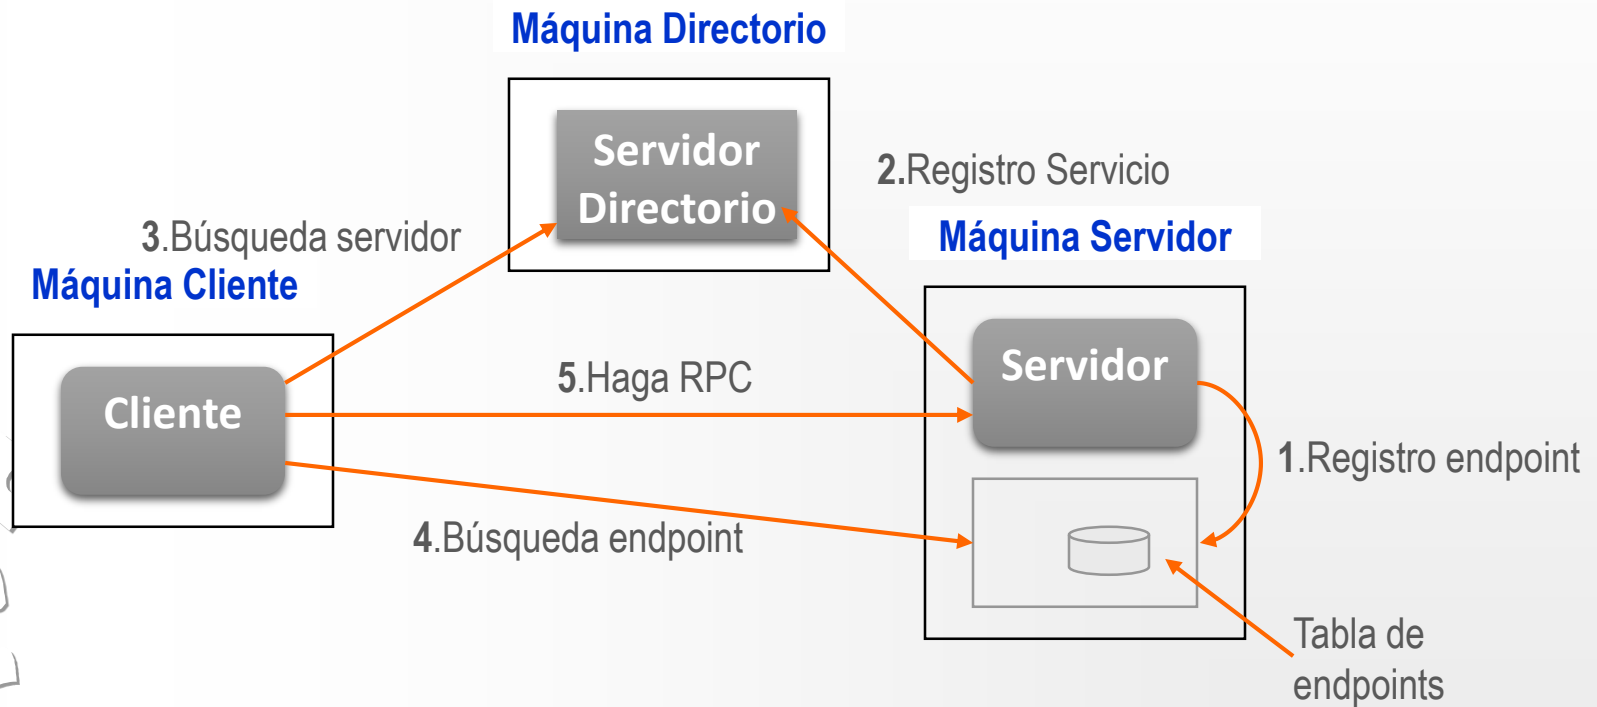 Máquina Directorio
Servidor
Directorio
2.Registro Servicio
3.Búsqueda servidor
Máquina Servidor
Máquina Cliente
Servidor
5.Haga RPC
Cliente
1.Registro endpoint
4.Búsqueda endpoint
Tabla de
endpoints